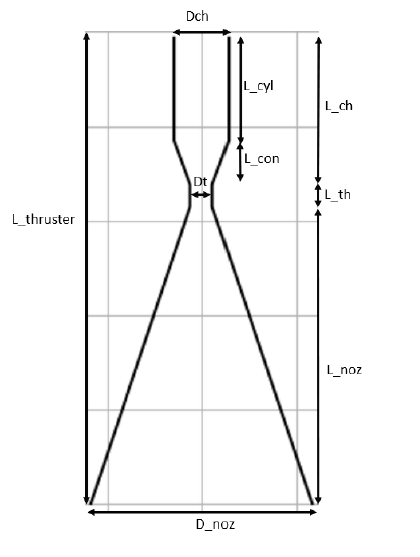 Dch
L_cyl
L_ch
L_con
Dt
L_th
L_thruster
L_noz
D_noz